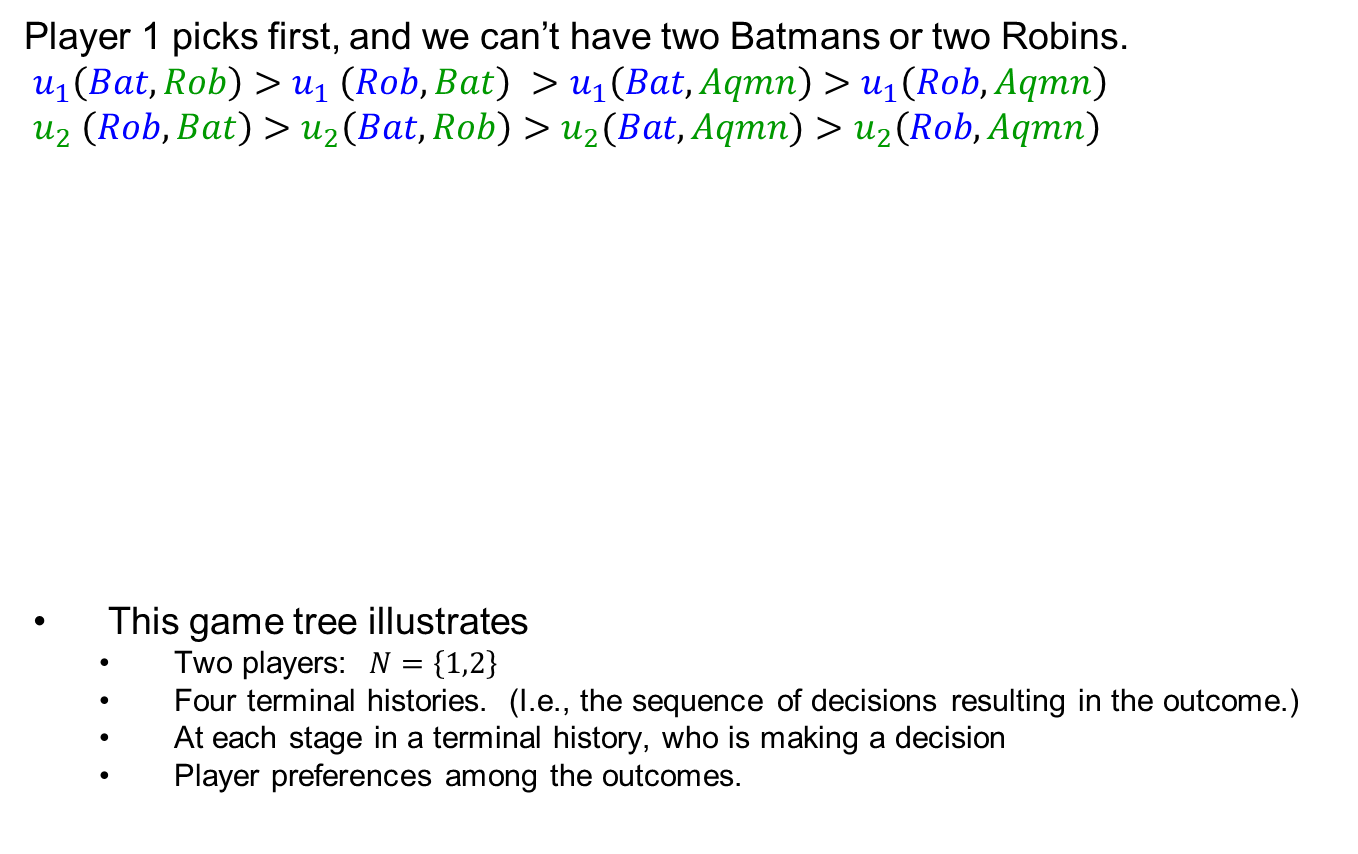 Player 1 picks first, and we can’t have two Batmans or two Robins.
u₁(Bat, Rob) > u₁ (Rob, Bat) > u₁(Bat, Aqmn) > u₁(Rob, Aqmn)
u₂ (Rob, Bat) > u₂(Bat, Rob) > u₂(Bat, Aqmn) > u₂(Rob, Aqmn)
• This game tree illustrates
• Two players: N = {1,2}
• Four terminal histories. (I.e., the sequence of decisions resulting in the outcome.)
• At each stage in a terminal history, who is making a decision
• Player preferences among the outcomes.